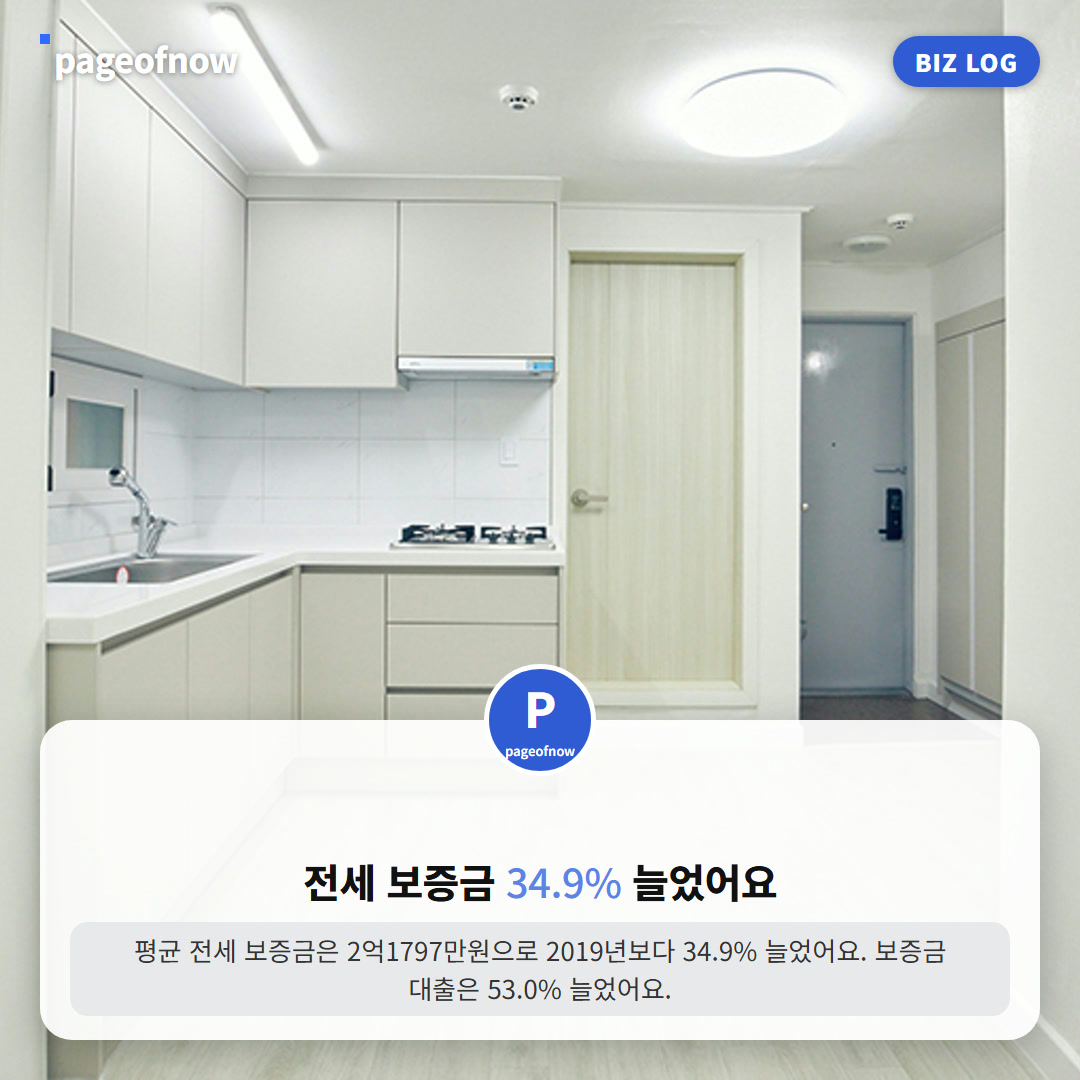 pageofnow
BIZ LOG
P
pageofnow
전세 보증금 34.9% 늘었어요
평균 전세 보증금은 2억1797만원으로 2019년보다 34.9% 늘었어요. 보증금
대출은 53.0% 늘었어요.